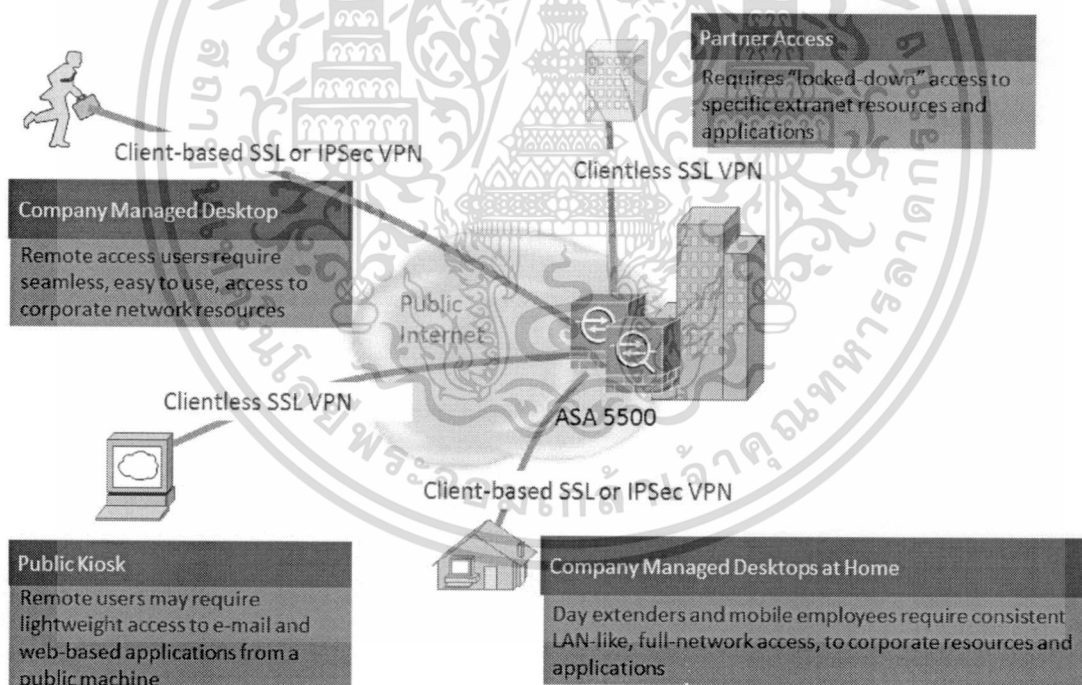 Partner Access
Requires "locked-down" access to
specific extranet resources and
applications
Client-based SSL or IPSec VPN
Clientless SSL VPN
Company Managed Desktop
Remote access users require
seamless, easy to use, access to
corporate network resources
Public
Internet
Clientless SSL VPN
ASA 5500
Client-based SSL or IPSec VPN
Public Kiosk
Remote users may require
lightweight access to e-mail and
web-based applications from a
public machine
Company Managed Desktops at Home
Day extenders and mobile employees require consistent
LAN-like, full-network access, to corporate resources and
applications